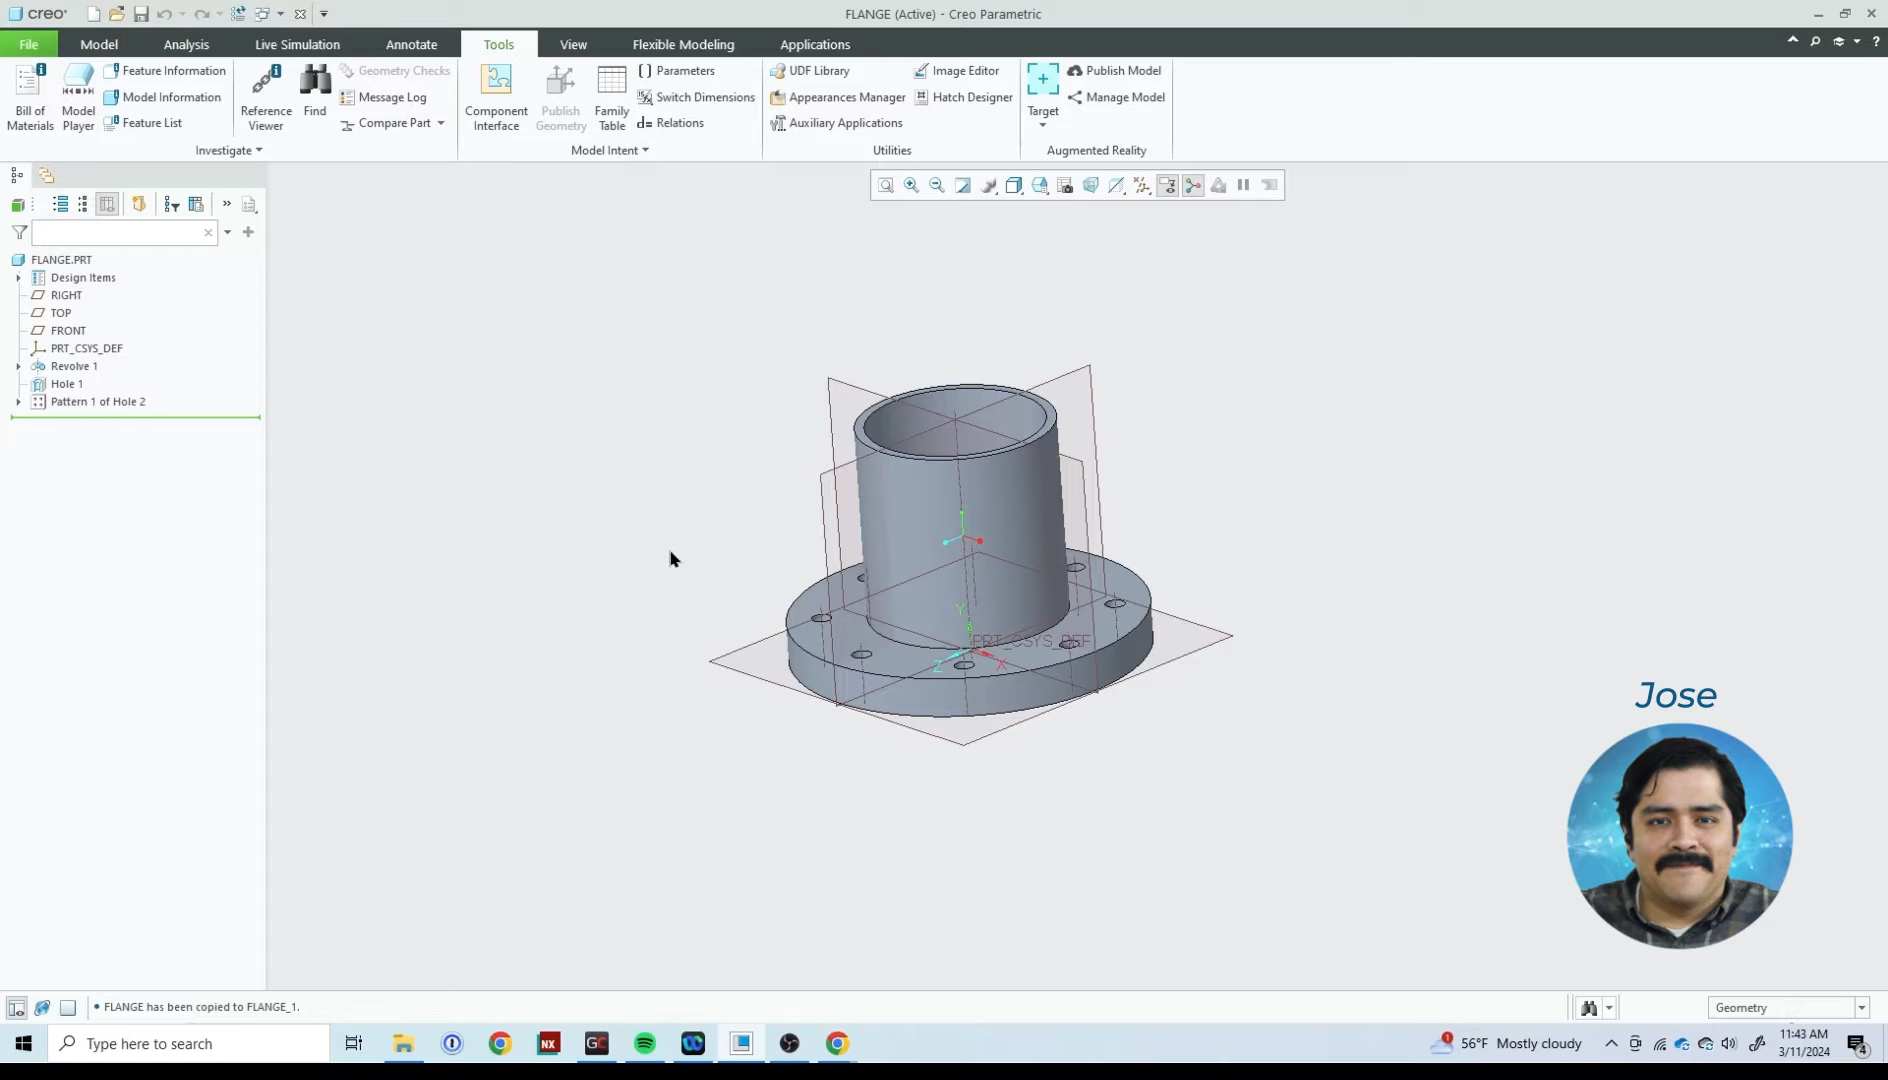 creo
FLANGE (Active) - Creo Parametric
File
Model
Analysis
Live Simulation
Annotate
Tools
View
Flexible Modeling
Applications
Bill of Materials
Model Player
Feature Information
Model Information
Feature List
Reference Viewer
Find
Geometry Checks
Message Log
Compare Part
Component Interface
Publish Geometry
Family Table
Parameters
Switch Dimensions
d= Relations
UDF Library
Appearances Manager
Auxiliary Applications
Image Editor
Hatch Designer
Target
Publish Model
Manage Model
Investigate
Model Intent
Utilities
Augmented Reality
FLANGE.PRT
Design Items
RIGHT
TOP
FRONT
PRT_CSYS_DEF
Revolve 1
Hole 1
Pattern 1 of Hole 2
Y
PRT_CSYS_DEF
Z
X
Jose
• FLANGE has been copied to FLANGE_1.
Geometry
Type here to search
NX
GC
1
56°F Mostly cloudy
11:43 AM
3/11/2024
4